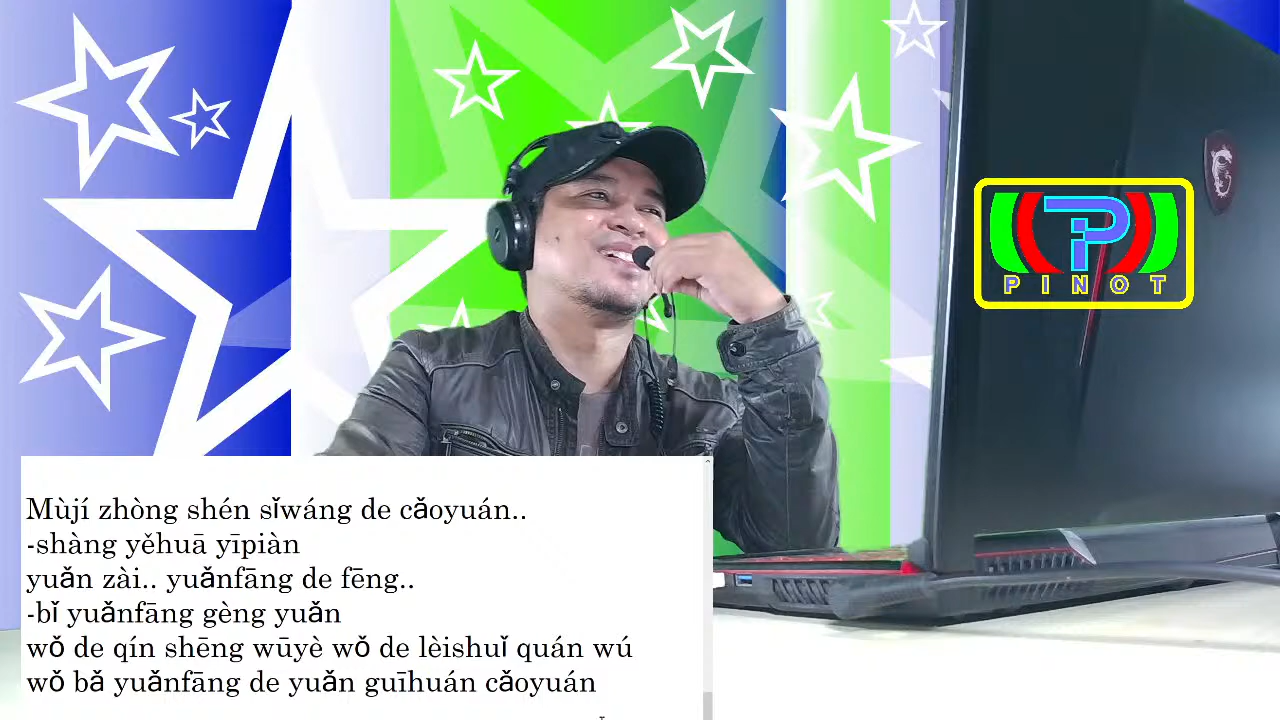 Mùjí zhòng shén sǐwáng de cǎoyuán..
-shàng yěhuā yīpiàn
yuǎn zài.. yuǎnfāng de fēng..
-bǐ yuǎnfāng gèng yuǎn
wǒ de qín shēng wūyè wǒ de lèishuǐ quán wú
wǒ bǎ yuǎnfāng de yuǎn guīhuán cǎoyuán
P
PINOT